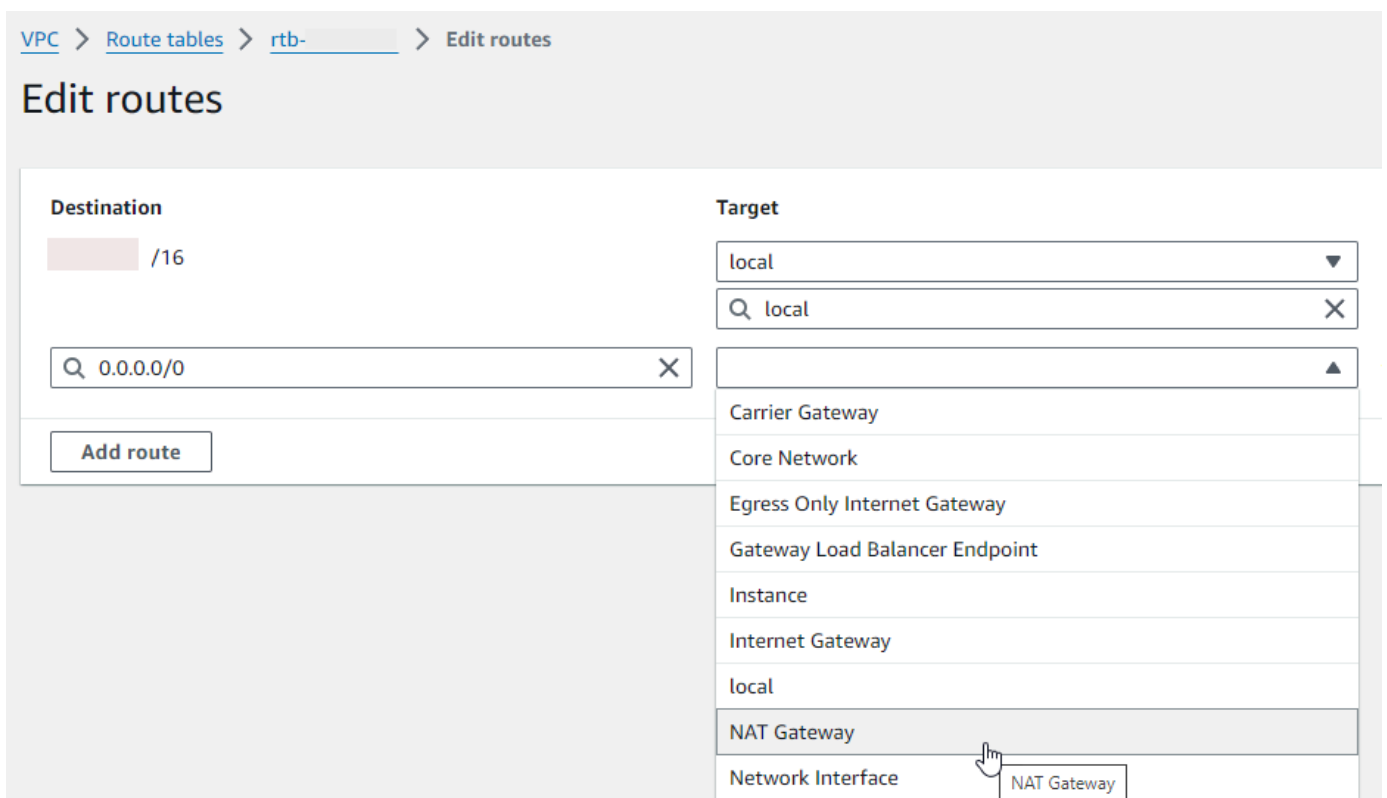 VPC > Route tables > rtb- > Edit routes
Edit routes
Destination Target
/16 local
local
0.0.0.0/0
Carrier Gateway
Add route
Core Network
Egress Only Internet Gateway
Gateway Load Balancer Endpoint
Instance
Internet Gateway
local
NAT Gateway
Network Interface
NAT Gateway